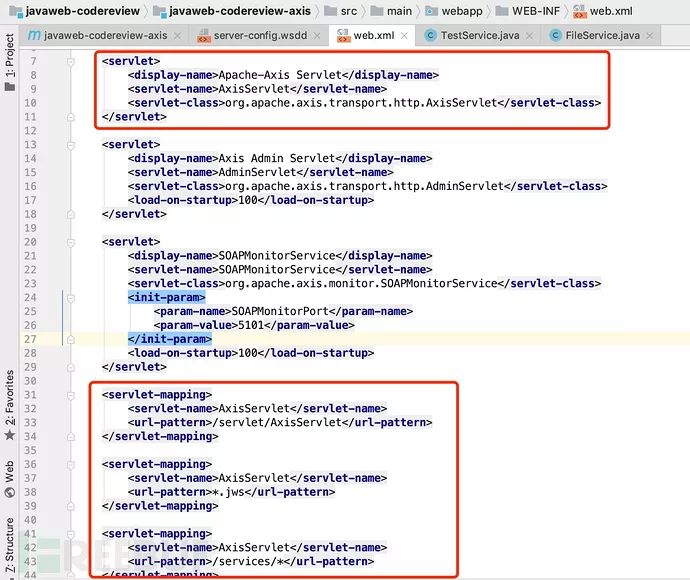 javaweb-codereview
javaweb-codereview-axis
src
main
webapp
WEB-INF
web.xml
javaweb-codereview-axis
server-config.wsdd
web.xml
TestService.java
FileService.java
1: Project
2: Favorites
Web
Z: Structure
7 <servlet>
8 <display-name>Apache-Axis Servlet</display-name>
9 <servlet-name>AxisServlet</servlet-name>
10 <servlet-class>org.apache.axis.transport.http.AxisServlet</servlet-class>
11 </servlet>
12
13 <servlet>
14 <display-name>Axis Admin Servlet</display-name>
15 <servlet-name>AdminServlet</servlet-name>
16 <servlet-class>org.apache.axis.transport.http.AdminServlet</servlet-class>
17 <load-on-startup>100</load-on-startup>
18 </servlet>
19
20 <servlet>
21 <display-name>SOAPMonitorService</display-name>
22 <servlet-name>SOAPMonitorService</servlet-name>
23 <servlet-class>org.apache.axis.monitor.SOAPMonitorService</servlet-class>
24 <init-param>
25 <param-name>SOAPMonitorPort</param-name>
26 <param-value>5101</param-value>
27 </init-param>
28 <load-on-startup>100</load-on-startup>
29 </servlet>
30
31 <servlet-mapping>
32 <servlet-name>AxisServlet</servlet-name>
33 <url-pattern>/servlet/AxisServlet</url-pattern>
34 </servlet-mapping>
35
36 <servlet-mapping>
37 <servlet-name>AxisServlet</servlet-name>
38 <url-pattern>*.jws</url-pattern>
39 </servlet-mapping>
40
41 <servlet-mapping>
42 <servlet-name>AxisServlet</servlet-name>
43 <url-pattern>/services/*</url-pattern>
44 </servlet-mapping>